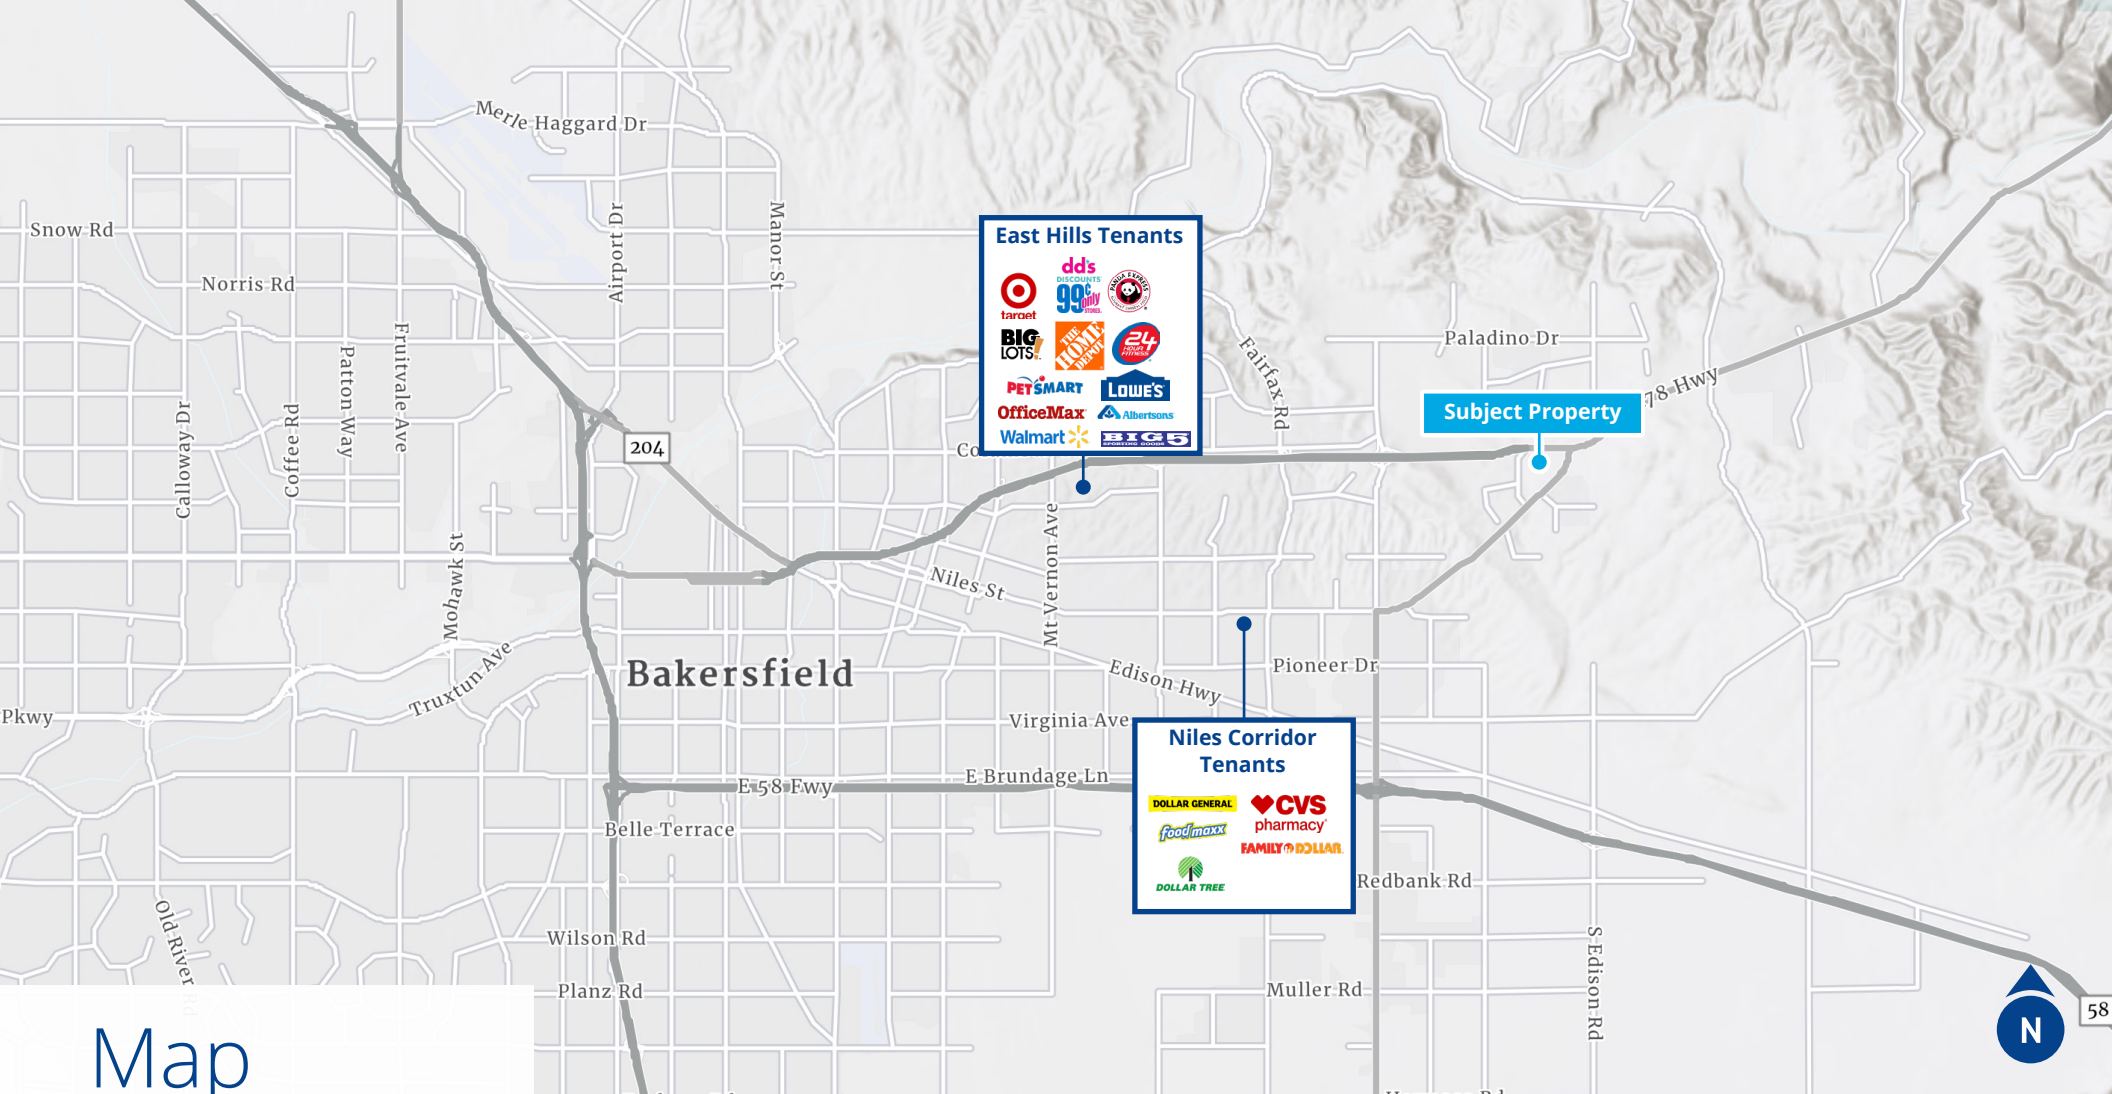 Merle Haggard Dr
Snow Rd
Norris Rd
Airport Dr
Manor St
East Hills Tenants
target
dd's
DISCOUNTS
99¢ only
STORES
PANDA EXPRESS
BIG LOTS!
THE HOME DEPOT
24 HOUR FITNESS
PETSMART
LOWE'S
OfficeMax
Albertsons
Walmart
BIG 5
SPORTING GOODS
Fairfax Rd
Paladino Dr
78 Hwy
Subject Property
Calloway Dr
Coffee Rd
Patton Way
Fruitvale Ave
204
Co
Mohawk St
Niles St
Mt Vernon Ave
Truxtun Ave
Bakersfield
Edison Hwy
Pioneer Dr
Pkwy
Virginia Ave
Niles Corridor
Tenants
DOLLAR GENERAL
CVS
pharmacy
food maxx
FAMILY DOLLAR
DOLLAR TREE
E 58 Fwy
E Brundage Ln
Belle Terrace
Redbank Rd
Old River Rd
Wilson Rd
Planz Rd
Muller Rd
S Edison Rd
58
N
Map